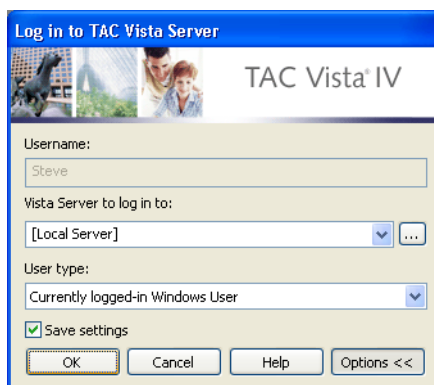 Log in to TAC Vista Server
TAC Vista® IV
Username:
Steve
Vista Server to log in to:
[Local Server]
...
User type:
Currently logged-in Windows User
Save settings
OK Cancel Help Options <<